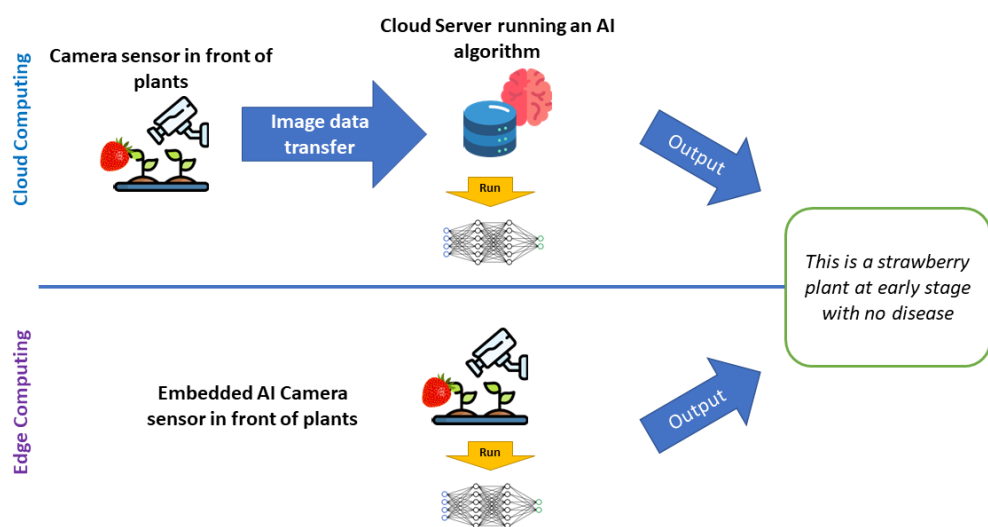 Cloud Computing
Camera sensor in front of
plants
Image data
transfer
Cloud Server running an AI
algorithm
Run
Output
This is a strawberry
plant at early stage
with no disease
Edge Computing
Embedded AI Camera
sensor in front of plants
Run
Output